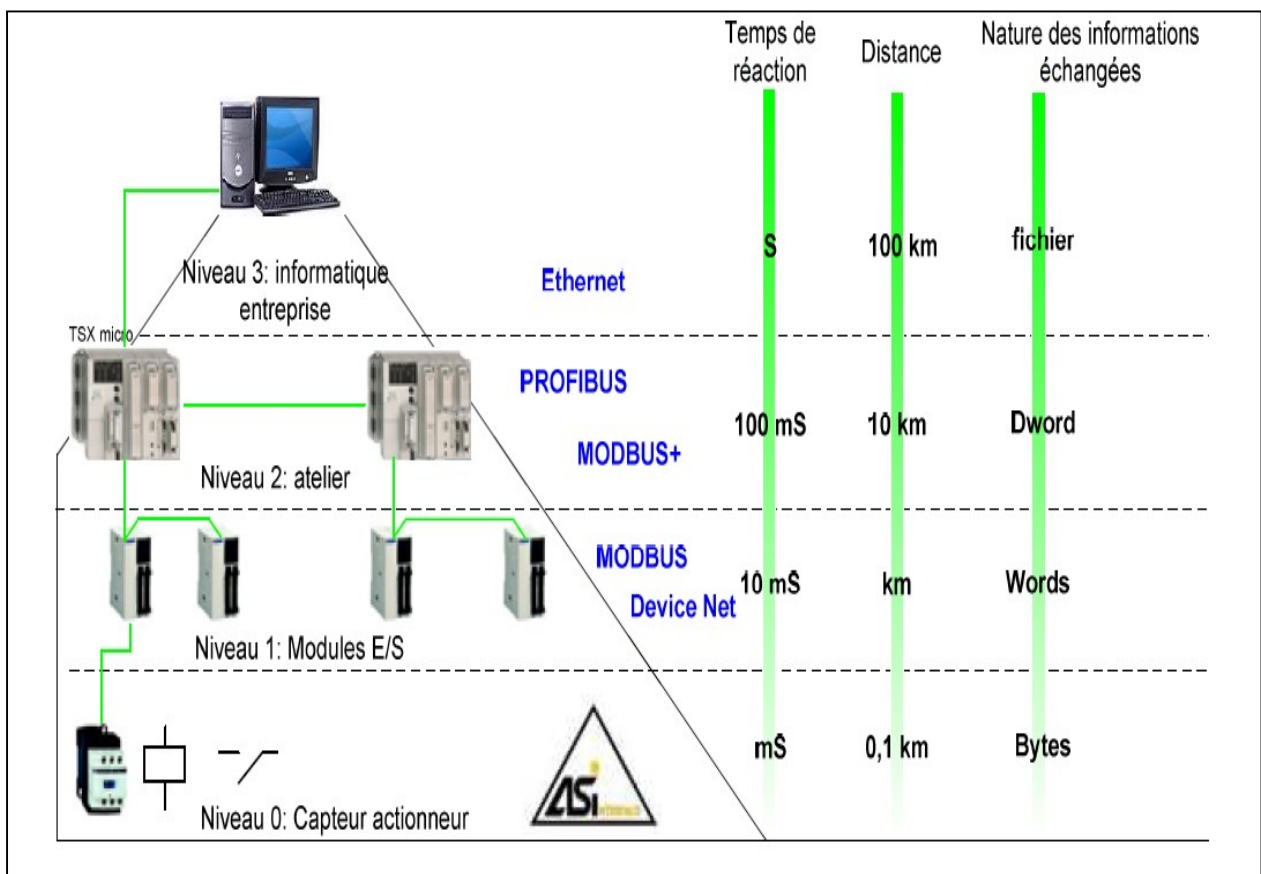 Temps de
réaction
Distance
Nature des informations
échangées
Niveau 3: informatique
entreprise
Ethernet
S
100 km
fichier
TSX micro
PROFIBUS
MODBUS+
100 mS
10 km
Dword
Niveau 2: atelier
MODBUS
Device Net
10 mS
km
Words
Niveau 1: Modules E/S
ASi
mS
0,1 km
Bytes
Niveau 0: Capteur actionneur